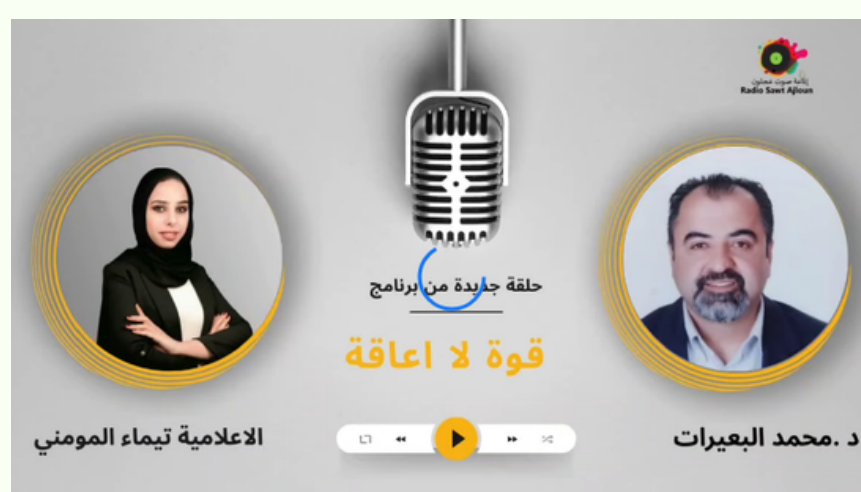 إذاعة صوت عجلون
Radio Sawt Ajloun
حلقة جديدة من برنامج
قوة لا اعاقة
د .محمد البعيرات
الاعلامية تيماء المومني